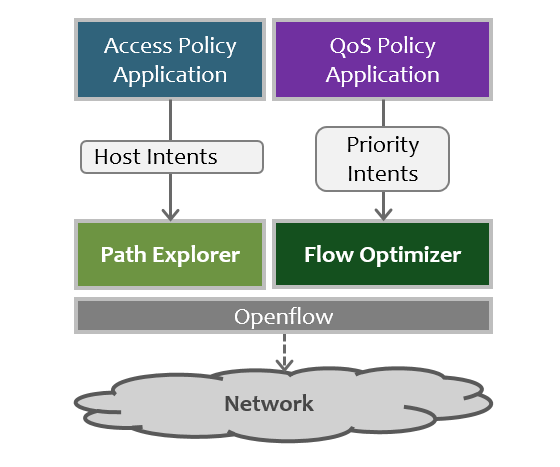 Access Policy
Application
QoS Policy
Application
Host Intents
Priority
Intents
Path Explorer
Flow Optimizer
Openflow
Network